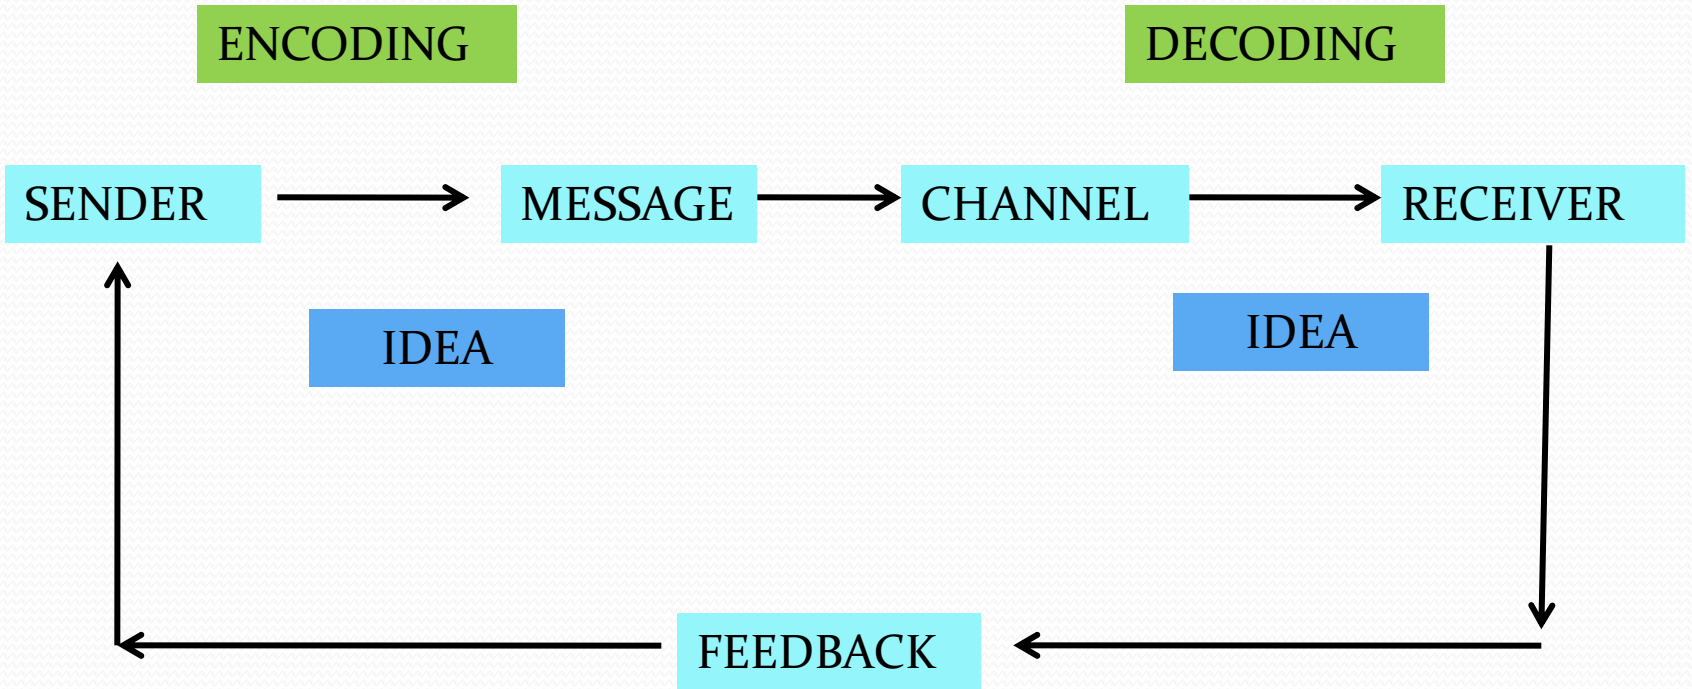 ENCODING
DECODING
SENDER
MESSAGE
CHANNEL
RECEIVER
IDEA
IDEA
FEEDBACK